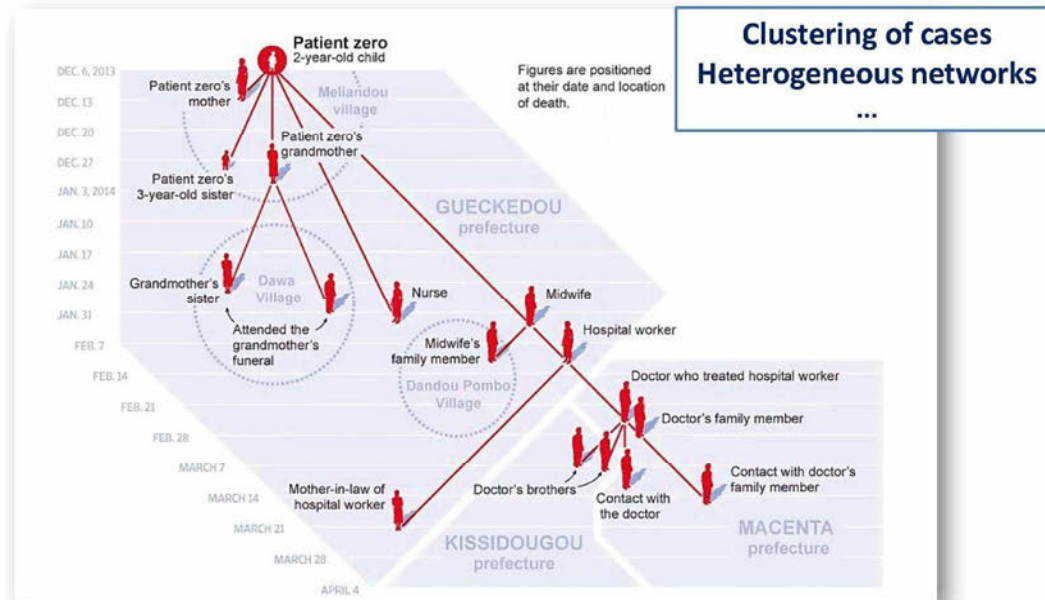 Clustering of cases
Heterogeneous networks
...
Patient zero
2-year-old child
Figures are positioned
at their date and location
of death.
DEC. 6, 2013
Patient zero's
mother
Meliandou
village
DEC. 13
DEC. 20
Patient zero's
grandmother
DEC. 27
Patient zero's
3-year-old sister
JAN. 3, 2014
GUECKEDOU
prefecture
JAN. 10
JAN. 17
JAN. 24
Grandmother's
sister
Dawa
Village
Nurse
Midwife
JAN. 31
Attended the
grandmother's
funeral
Hospital worker
FEB. 7
Midwife's
family member
FEB. 14
Dandou Pombo
Village
Doctor who treated hospital worker
FEB. 21
Doctor's family member
FEB. 28
MARCH 7
Doctor's brothers
Contact with
the doctor
Contact with doctor's
family member
MARCH 14
Mother-in-law of
hospital worker
MARCH 21
MACENTA
prefecture
KISSIDOUGOU
prefecture
MARCH 28
APRIL 4